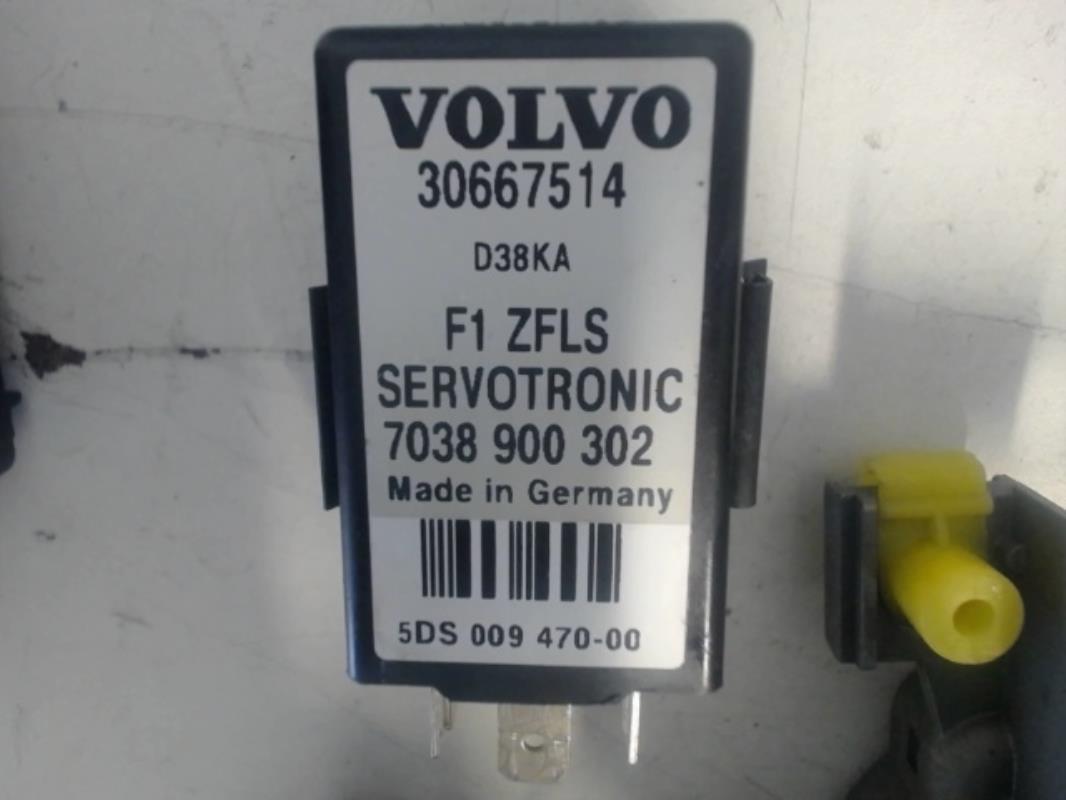 VOLVO
30667514
D38KA
F1 ZFLS
SERVOTRONIC
7038 900 302
Made in Germany
5DS 009 470-00